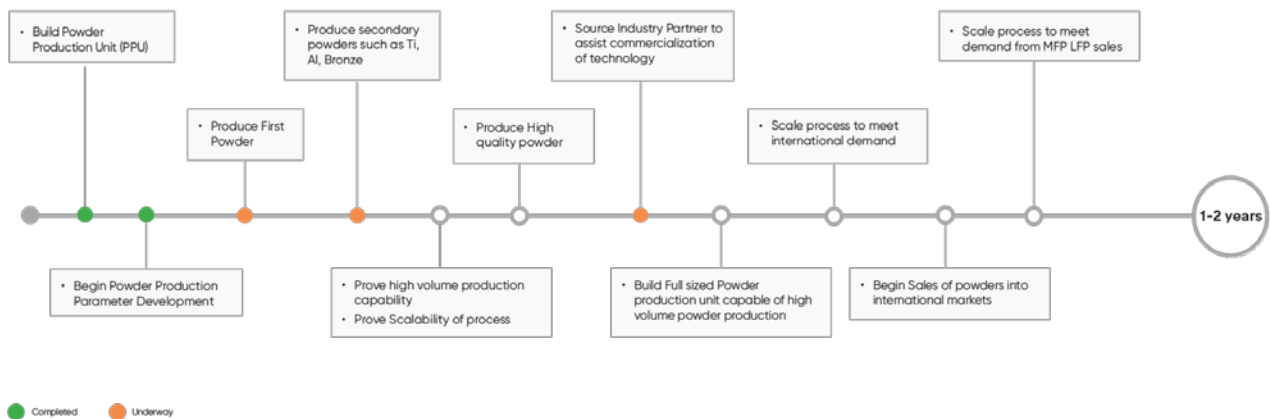 • Build Powder
Production Unit (PPU)
• Begin Powder Production
Parameter Development
• Produce First
Powder
• Produce secondary
powders such as Ti,
Al, Bronze
• Prove high volume production
capability
• Prove Scalability of process
• Produce High
quality powder
• Source Industry Partner to
assist commercialization
of technology
• Build Full sized Powder
production unit capable of high
volume powder production
• Scale process to meet
international demand
• Begin Sales of powders into
international markets
• Scale process to meet
demand from MFP LFP sales
1-2 years
Completed
Underway